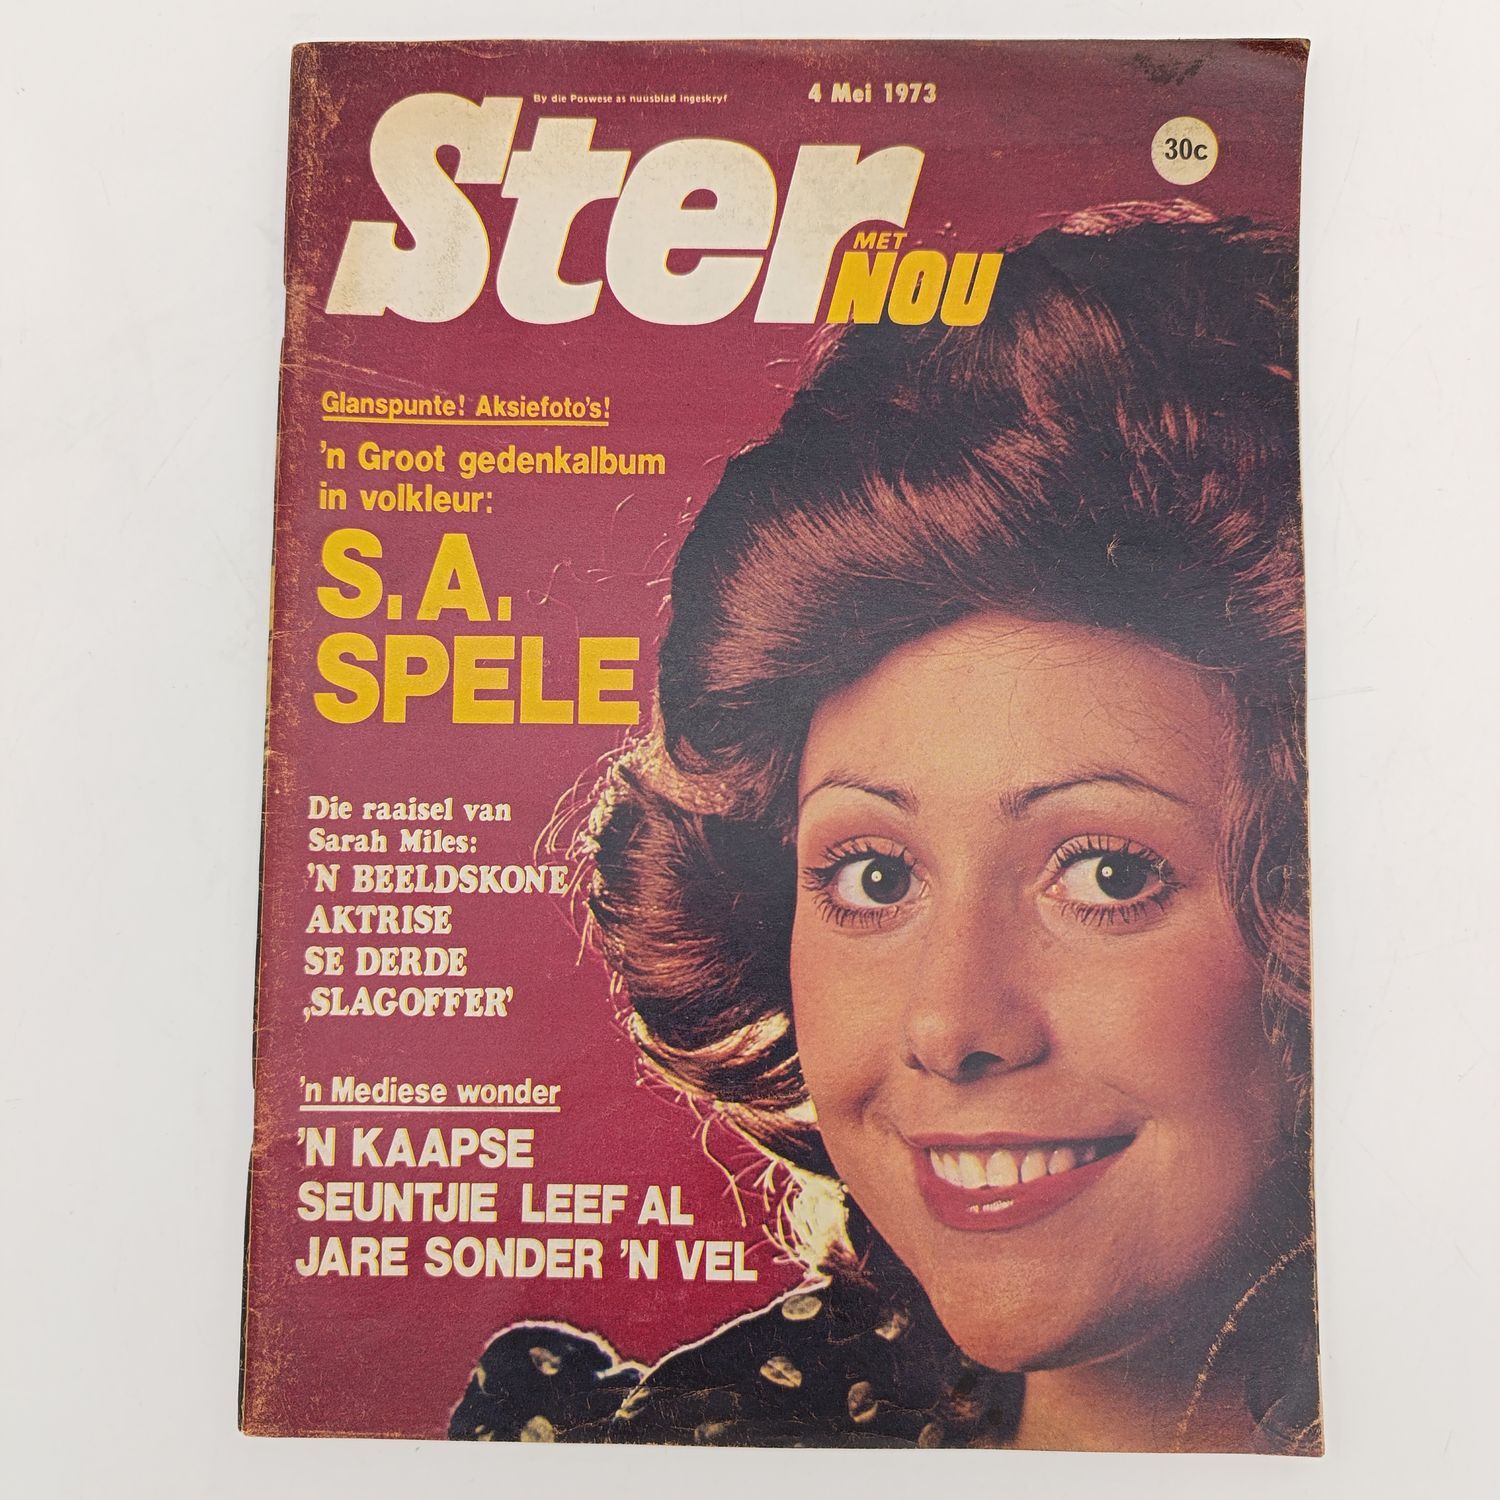 By die Poswese as nuusblad ingeskryf
4 Mei 1973
30c
Ster
MET
NOU
Glanspunte! Aksiefoto's!
'n Groot gedenkalbum
in volkleur:
S.A.
SPELE
Die raaisel van
Sarah Miles:
'N BEELDSKONE
AKTRISE
SE DERDE
‚SLAGOFFER’
'n Mediese wonder
'N KAAPSE
SEUNTJIE LEEF AL
JARE SONDER 'N VEL